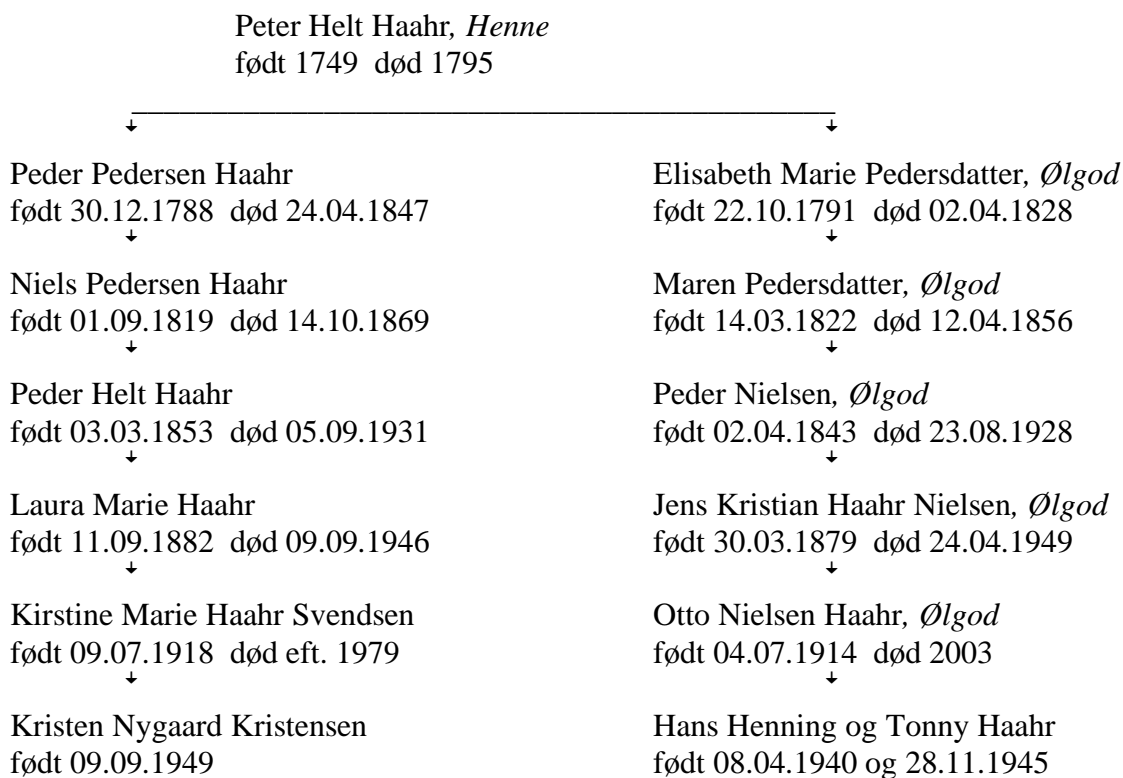 Peter Helt Haahr, Henne
født 1749  død 1795
Peder Pedersen Haahr
født 30.12.1788  død 24.04.1847
Niels Pedersen Haahr
født 01.09.1819  død 14.10.1869
Peder Helt Haahr
født 03.03.1853  død 05.09.1931
Laura Marie Haahr
født 11.09.1882  død 09.09.1946
Kirstine Marie Haahr Svendsen
født 09.07.1918  død eft. 1979
Kristen Nygaard Kristensen
født 09.09.1949
Elisabeth Marie Pedersdatter, Ølgod
født 22.10.1791  død 02.04.1828
Maren Pedersdatter, Ølgod
født 14.03.1822  død 12.04.1856
Peder Nielsen, Ølgod
født 02.04.1843  død 23.08.1928
Jens Kristian Haahr Nielsen, Ølgod
født 30.03.1879  død 24.04.1949
Otto Nielsen Haahr, Ølgod
født 04.07.1914  død 2003
Hans Henning og Tonny Haahr
født 08.04.1940 og 28.11.1945